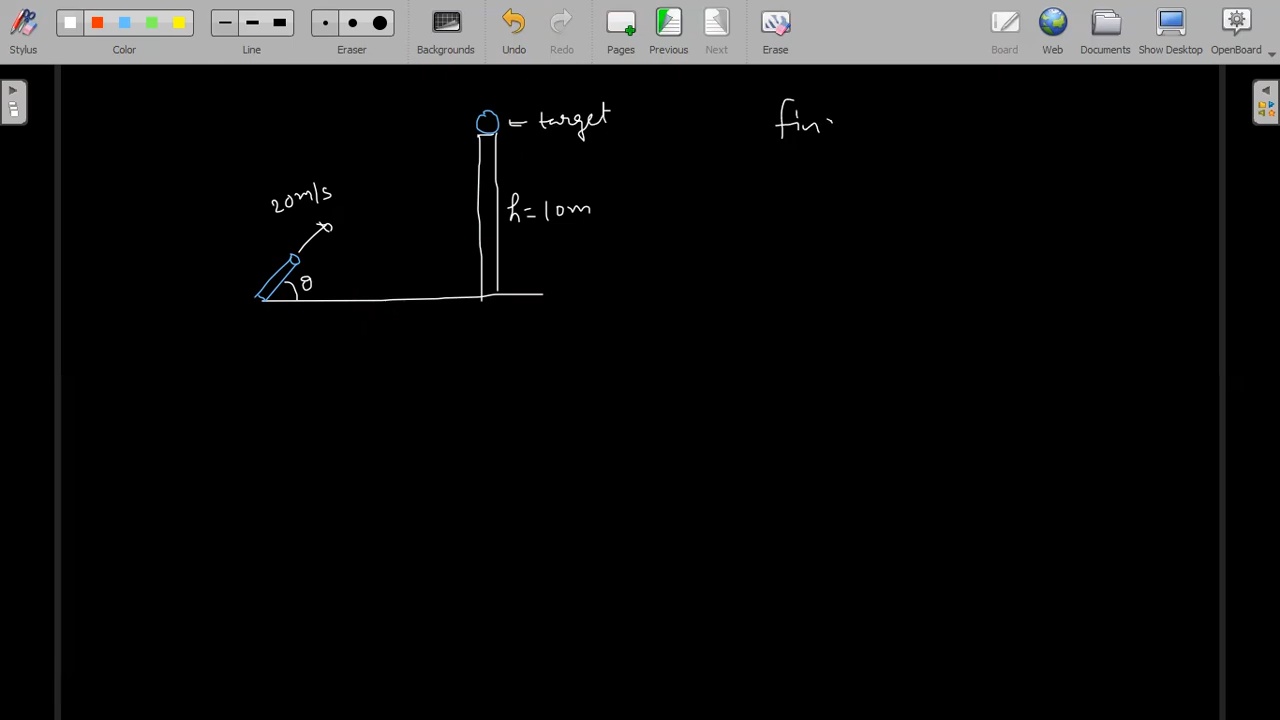 Stylus
Color
Line
Eraser
Backgrounds
Undo
Redo
Pages
Previous
Next
Erase
Board
Web
Documents
Show Desktop
OpenBoard
target
fin
20m/s
h=10m
θ